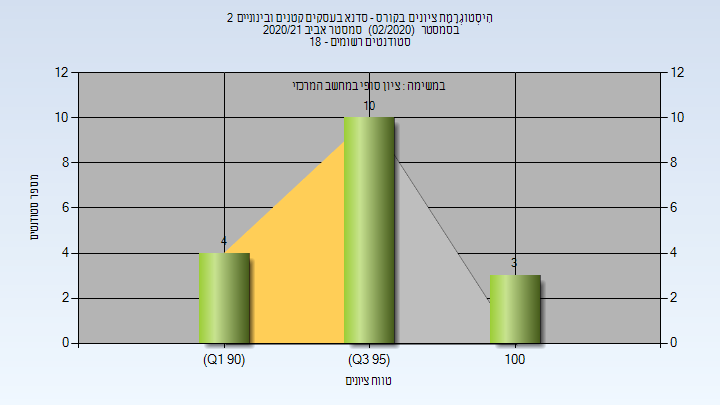 הִיסְטוֹגְרָמַת ציונים בקורס - סדנא בעסקים קטנים ובינוניים 2
בסמסטר (02/2020) סמסטר אביב 2020/21
סטודנטים רשומים - 18
במשימה : ציון סופי במחשב המרכזי
מספר סטודנטים
12 12
10 10
8 8
6 6
4 4
2 2
0 0
4
10
3
(Q1 90) (Q3 95) 100
טווח ציונים